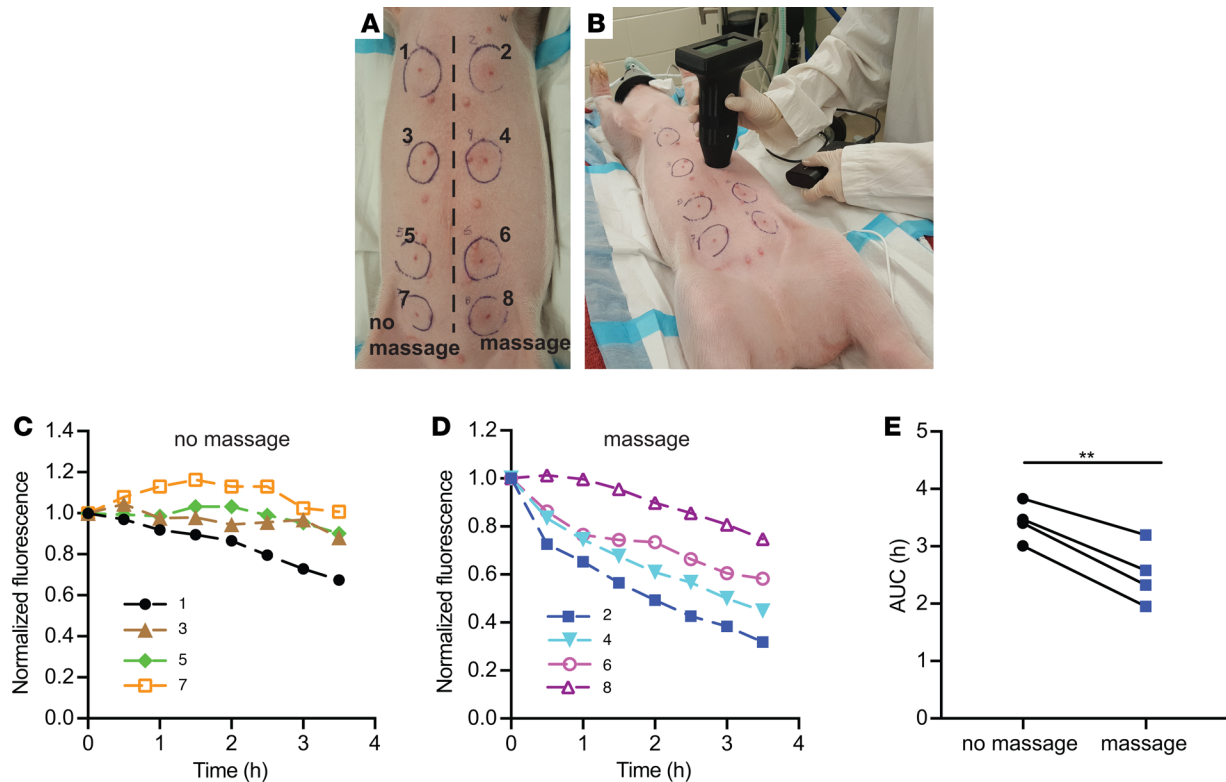 A
1
2
3
4
5
6
7
8
no
massage
massage
B
C
no massage
Normalized fluorescence
1.4
1.2
1.0
0.8
0.6
0.4
0.2
0.0
1
3
5
7
0 1 2 3 4
Time (h)
D
massage
Normalized fluorescence
1.2
1.0
0.8
0.6
0.4
0.2
0.0
2
4
6
8
0 1 2 3 4
Time (h)
E
**
AUC (h)
5
4
3
2
1
0
no massage massage